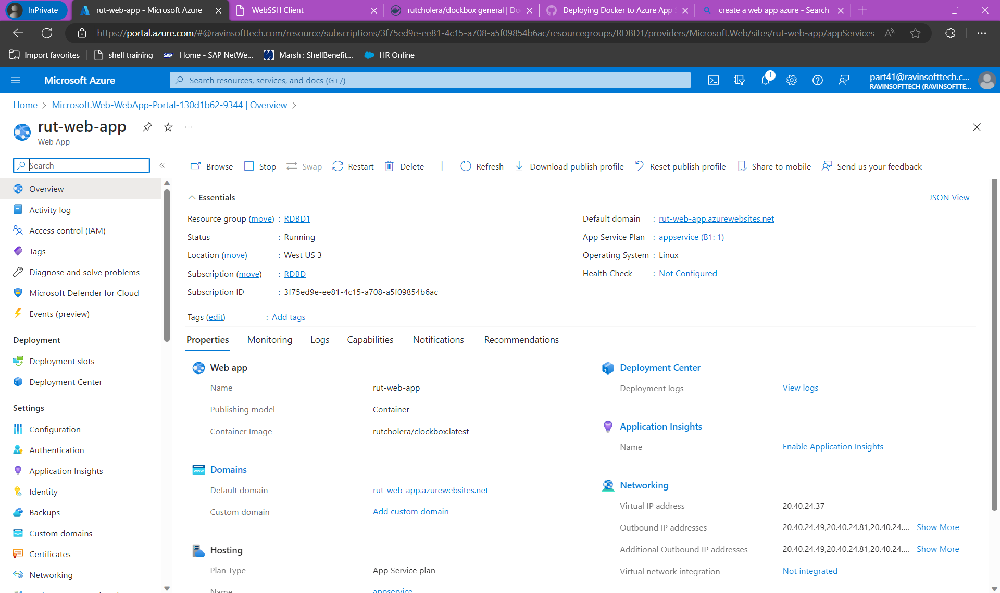 InPrivate
rut-web-app - Microsoft Azure
WebSSH Client
rutcholera/clockbox general | Do
Deploying Docker to Azure App S
create a web app azure - Search
https://portal.azure.com/#@ravinsofttech.com/resource/subscriptions/3f75ed9e-ee81-4c15-a708-a5f09854b6ac/resourcegroups/RDBD1/providers/Microsoft.Web/sites/rut-web-app/appServices
Import favorites
shell training
SAP Home - SAP NetWe...
Marsh : ShellBenefit...
HR Online
Microsoft Azure
Search resources, services, and docs (G+/)
1
part41@ravinsofttech.c...
RAVINSOFTTECH (RAVINSOFTTE...
Home > Microsoft.Web-WebApp-Portal-130d1b62-9344 | Overview >
rut-web-app
Web App
Search
Browse Stop Swap Restart Delete Refresh Download publish profile Reset publish profile Share to mobile Send us your feedback
Overview
Activity log
Access control (IAM)
Tags
Diagnose and solve problems
Microsoft Defender for Cloud
Events (preview)
Deployment
Deployment slots
Deployment Center
Settings
Configuration
Authentication
Application Insights
Identity
Backups
Custom domains
Certificates
Networking
Essentials
JSON View
Resource group (move) : RDBD1
Status : Running
Location (move) : West US 3
Subscription (move) : RDBD
Subscription ID : 3f75ed9e-ee81-4c15-a708-a5f09854b6ac
Default domain : rut-web-app.azurewebsites.net
App Service Plan : appservice (B1: 1)
Operating System : Linux
Health Check : Not Configured
Tags (edit) : Add tags
Properties Monitoring Logs Capabilities Notifications Recommendations
Web app
Name rut-web-app
Publishing model Container
Container Image rutcholera/clockbox:latest
Domains
Default domain rut-web-app.azurewebsites.net
Custom domain Add custom domain
Hosting
Plan Type App Service plan
Name appservice
Deployment Center
Deployment logs View logs
Application Insights
Name Enable Application Insights
Networking
Virtual IP address 20.40.24.37
Outbound IP addresses 20.40.24.49,20.40.24.81,20.40.24.... Show More
Additional Outbound IP addresses 20.40.24.49,20.40.24.81,20.40.24.... Show More
Virtual network integration Not integrated